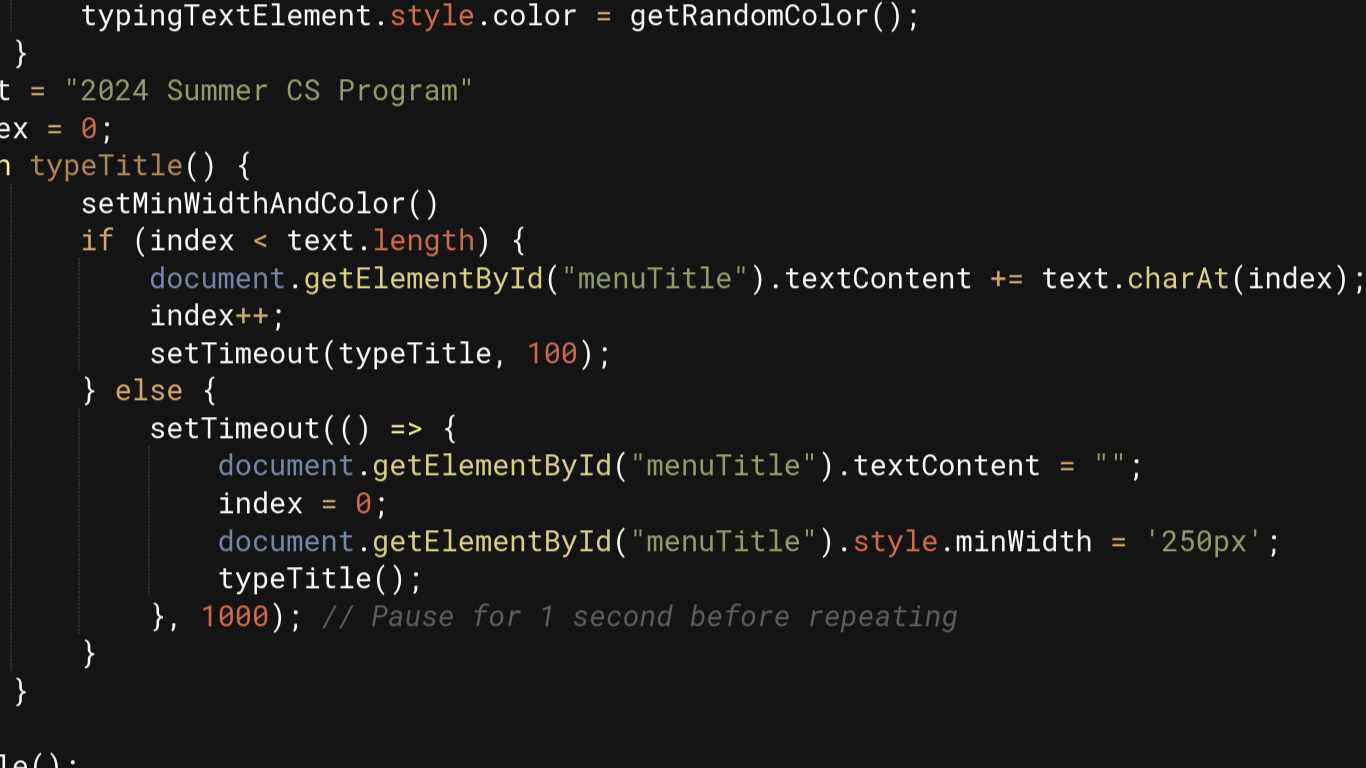 typingTextElement.style.color = getRandomColor();
}
t = "2024 Summer CS Program"
ex = 0;
n typeTitle() {
setMinWidthAndColor()
if (index < text.length) {
document.getElementById("menuTitle").textContent += text.charAt(index);
index++;
setTimeout(typeTitle, 100);
} else {
setTimeout(() => {
document.getElementById("menuTitle").textContent = "";
index = 0;
document.getElementById("menuTitle").style.minWidth = '250px';
typeTitle();
}, 1000); // Pause for 1 second before repeating
}
}
le();